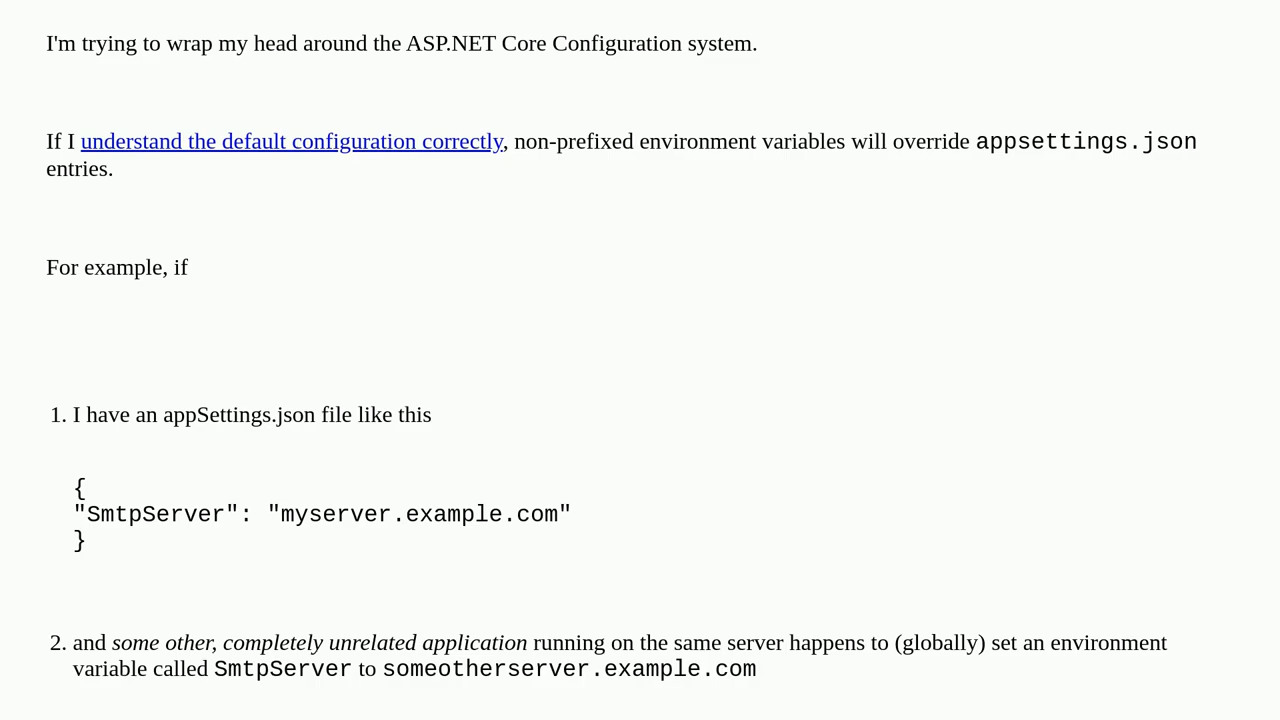 I'm trying to wrap my head around the ASP.NET Core Configuration system.
If I understand the default configuration correctly, non-prefixed environment variables will override appsettings.json
entries.
For example, if
1. I have an appSettings.json file like this
{
"SmtpServer": "myserver.example.com"
}
2. and some other, completely unrelated application running on the same server happens to (globally) set an environment
variable called SmtpServer to someotherserver.example.com